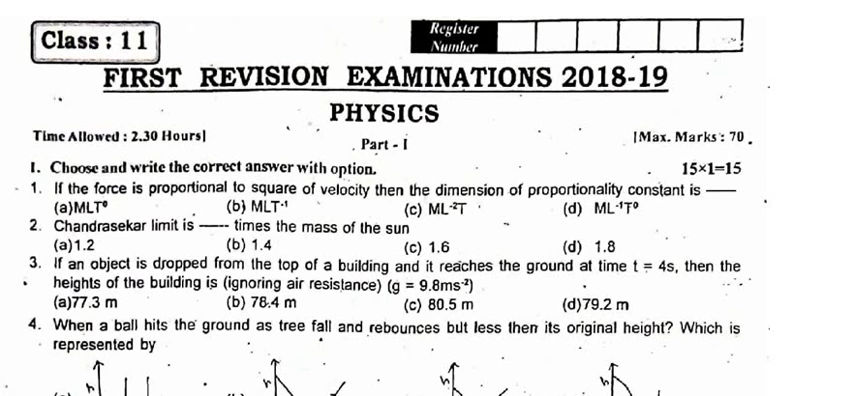 Class : 11
Register
Number
FIRST REVISION EXAMINATIONS 2018-19
PHYSICS
Time Allowed : 2.30 Hours]
[Max. Marks : 70
Part - I
I. Choose and write the correct answer with option.
15×1=15
1. If the force is proportional to square of velocity then the dimension of proportionality constant is ——
(a)MLT⁰ (b) MLT⁻¹ (c) ML⁻²T (d) ML⁻¹T⁰
2. Chandrasekar limit is —— times the mass of the sun
(a)1.2 (b) 1.4 (c) 1.6 (d) 1.8
3. If an object is dropped from the top of a building and it reaches the ground at time t = 4s, then the
heights of the building is (ignoring air resistance) (g = 9.8ms⁻²)
(a)77.3 m (b) 78.4 m (c) 80.5 m (d)79.2 m
4. When a ball hits the ground as tree fall and rebounces but less then its original height? Which is
represented by
h h h h